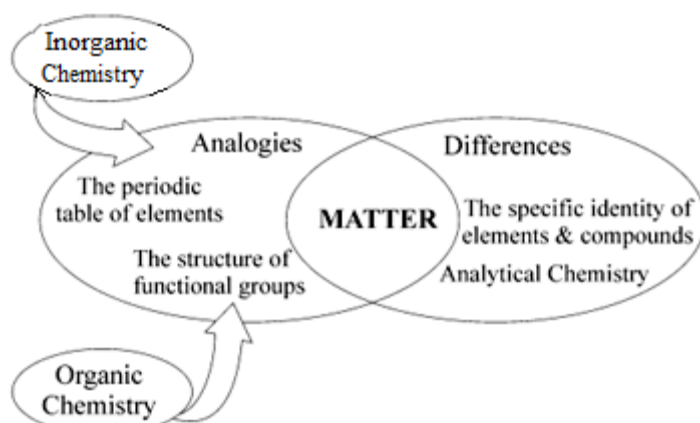 Inorganic
Chemistry
Analogies
Differences
The periodic
table of elements
MATTER
The specific identity of
elements & compounds
The structure of
functional groups
Analytical Chemistry
Organic
Chemistry